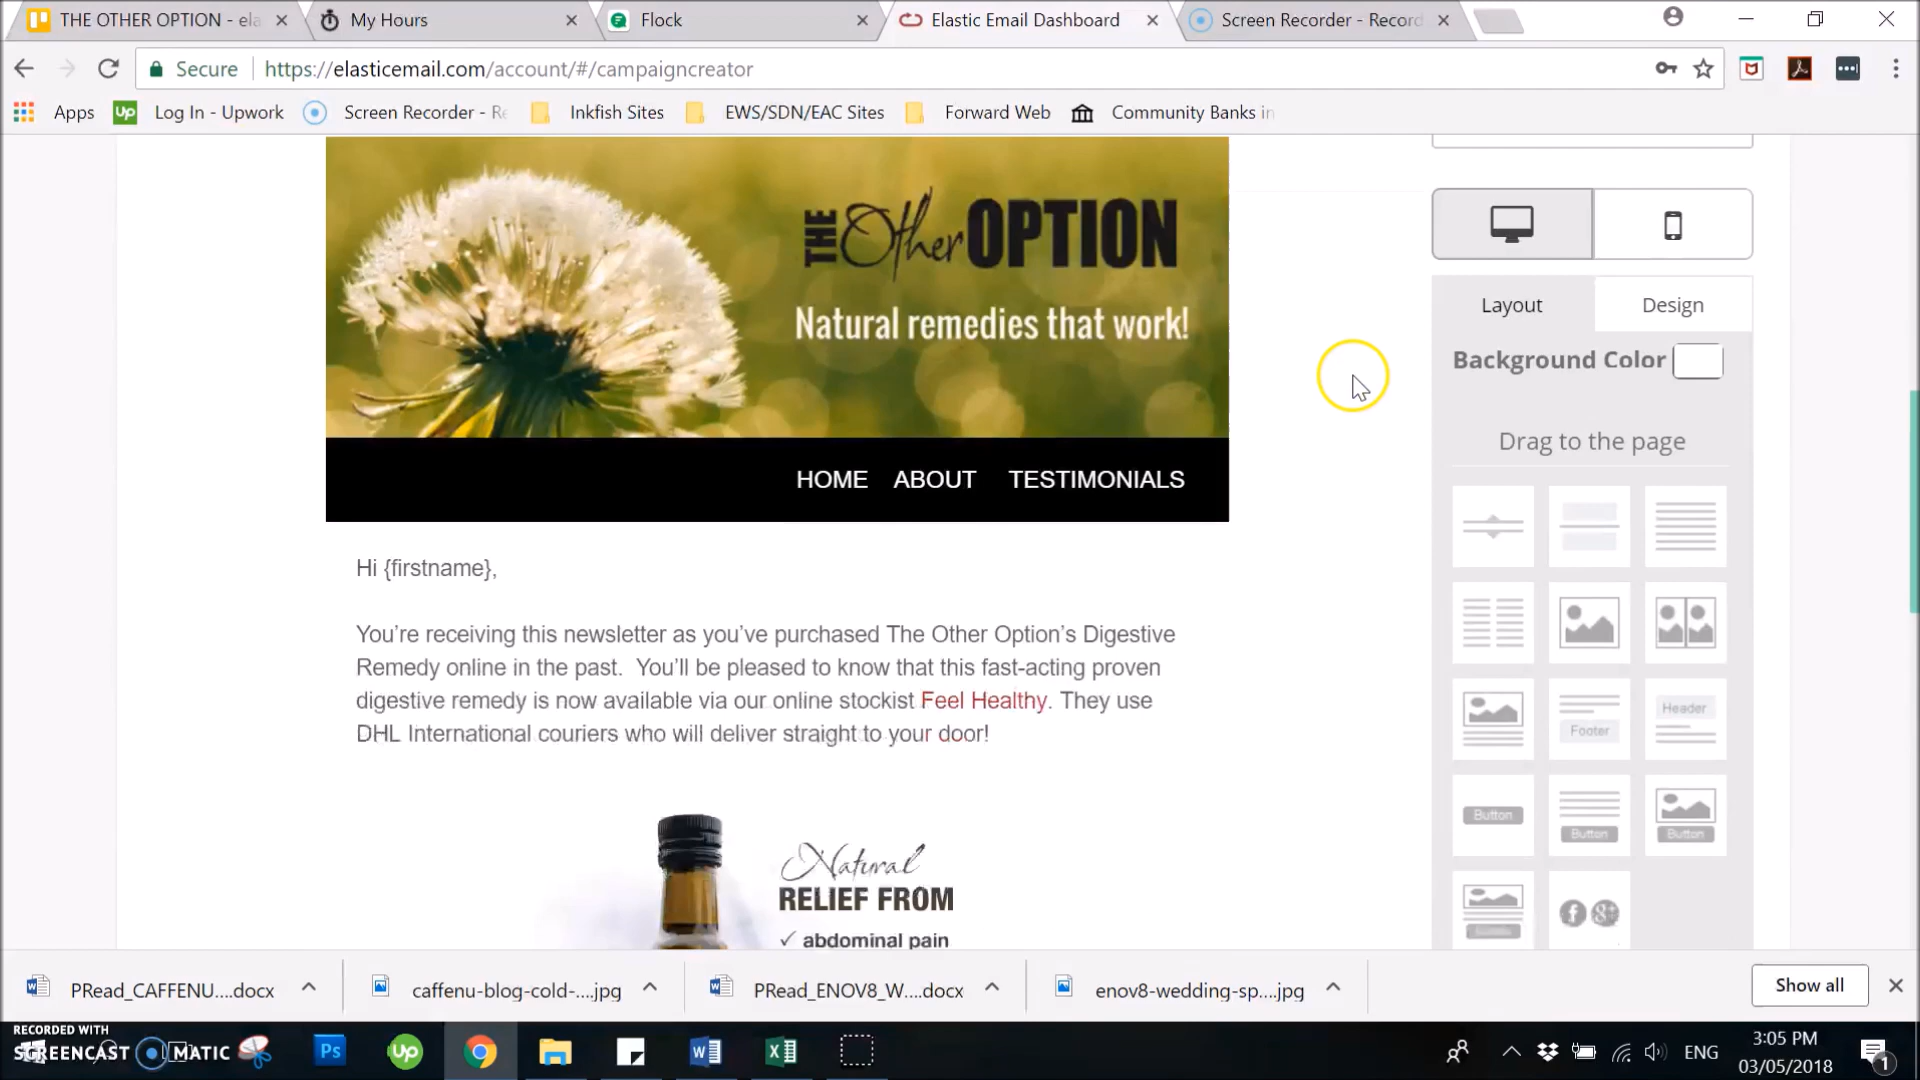 THE OTHER OPTION - ela
My Hours
Flock
Elastic Email Dashboard
Screen Recorder - Record
Secure
https://elasticemail.com/account/#/campaigncreator
Apps
Up
Log In - Upwork
Screen Recorder - Re
Inkfish Sites
EWS/SDN/EAC Sites
Forward Web
Community Banks in
THE Other OPTION
Natural remedies that work!
HOME ABOUT TESTIMONIALS
Hi {firstname},
You’re receiving this newsletter as you’ve purchased The Other Option’s Digestive
Remedy online in the past. You’ll be pleased to know that this fast-acting proven
digestive remedy is now available via our online stockist Feel Healthy. They use
DHL International couriers who will deliver straight to your door!
Natural
RELIEF FROM
✓ abdominal pain
Layout
Design
Background Color
Drag to the page
Footer
Header
Button
Button
Button
PRead_CAFFENU....docx
caffenu-blog-cold-....jpg
PRead_ENOV8_W....docx
enov8-wedding-sp....jpg
Show all
RECORDED WITH
SCREENCAST MATIC
Ps
Up
ENG
3:05 PM
03/05/2018
1